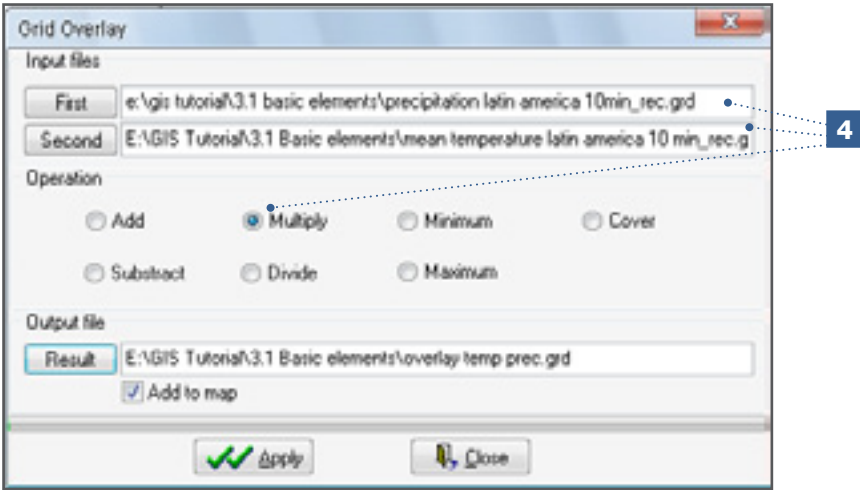 Grid Overlay
Input files
First e:\gis tutorial\3.1 basic elements\precipitation latin america 10min_rec.grd
Second E:\GIS Tutorial\3.1 Basic elements\mean temperature latin america 10 min_rec.g
4
Operation
Add Multiply Minimum Cover
Substract Divide Maximum
Output file
Result E:\GIS Tutorial\3.1 Basic elements\overlay temp prec.grd
Add to map
Apply Close